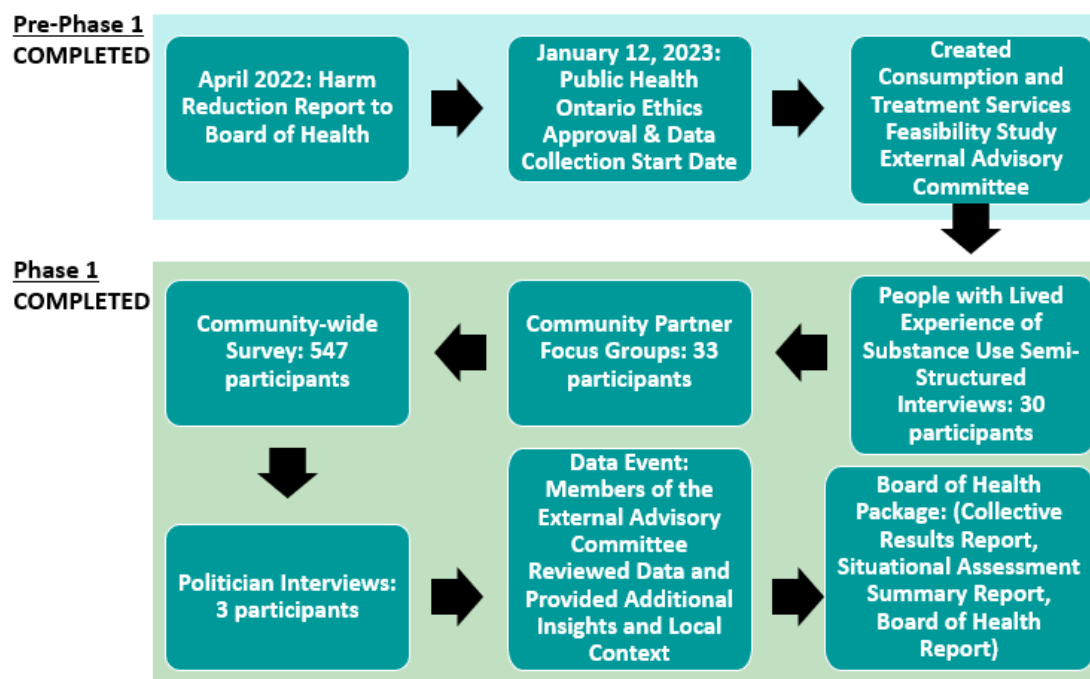 Pre-Phase 1
COMPLETED
April 2022: Harm
Reduction Report to
Board of Health
January 12, 2023:
Public Health
Ontario Ethics
Approval & Data
Collection Start Date
Created
Consumption and
Treatment Services
Feasibility Study
External Advisory
Committee
Phase 1
COMPLETED
People with Lived
Experience of
Substance Use Semi-
Structured
Interviews: 30
participants
Community Partner
Focus Groups: 33
participants
Community-wide
Survey: 547
participants
Politician Interviews:
3 participants
Data Event:
Members of the
External Advisory
Committee
Reviewed Data and
Provided Additional
Insights and Local
Context
Board of Health
Package: (Collective
Results Report,
Situational Assessment
Summary Report,
Board of Health
Report)